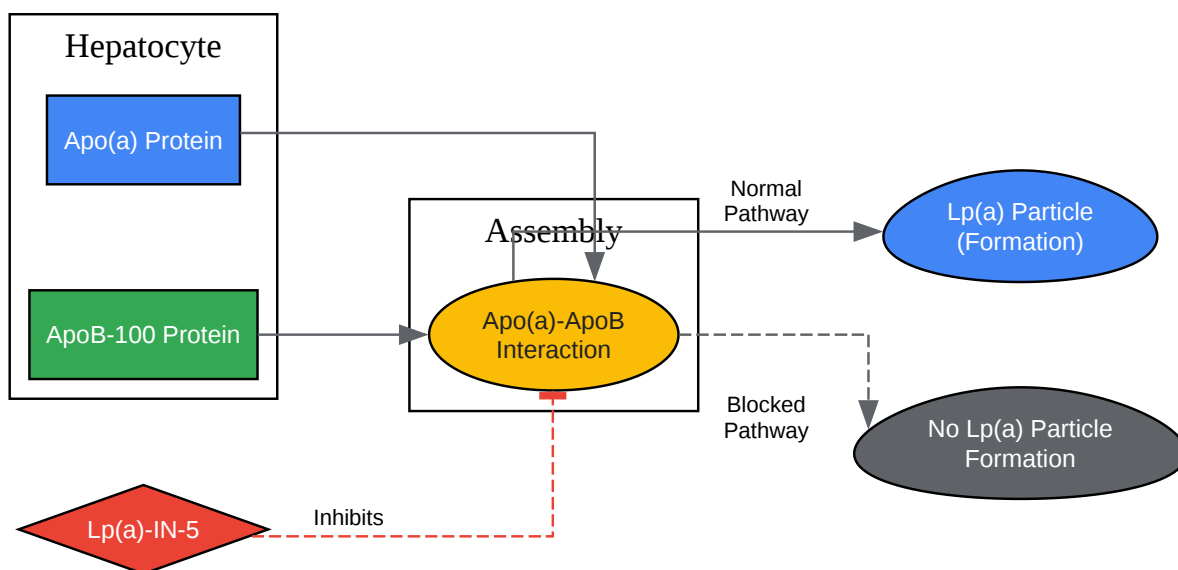 Hepatocyte
Apo(a) Protein
ApoB-100 Protein
Assembly
Apo(a)-ApoB
Interaction
Normal
Pathway
Lp(a) Particle
(Formation)
Blocked
Pathway
No Lp(a) Particle
Formation
Lp(a)-IN-5
Inhibits